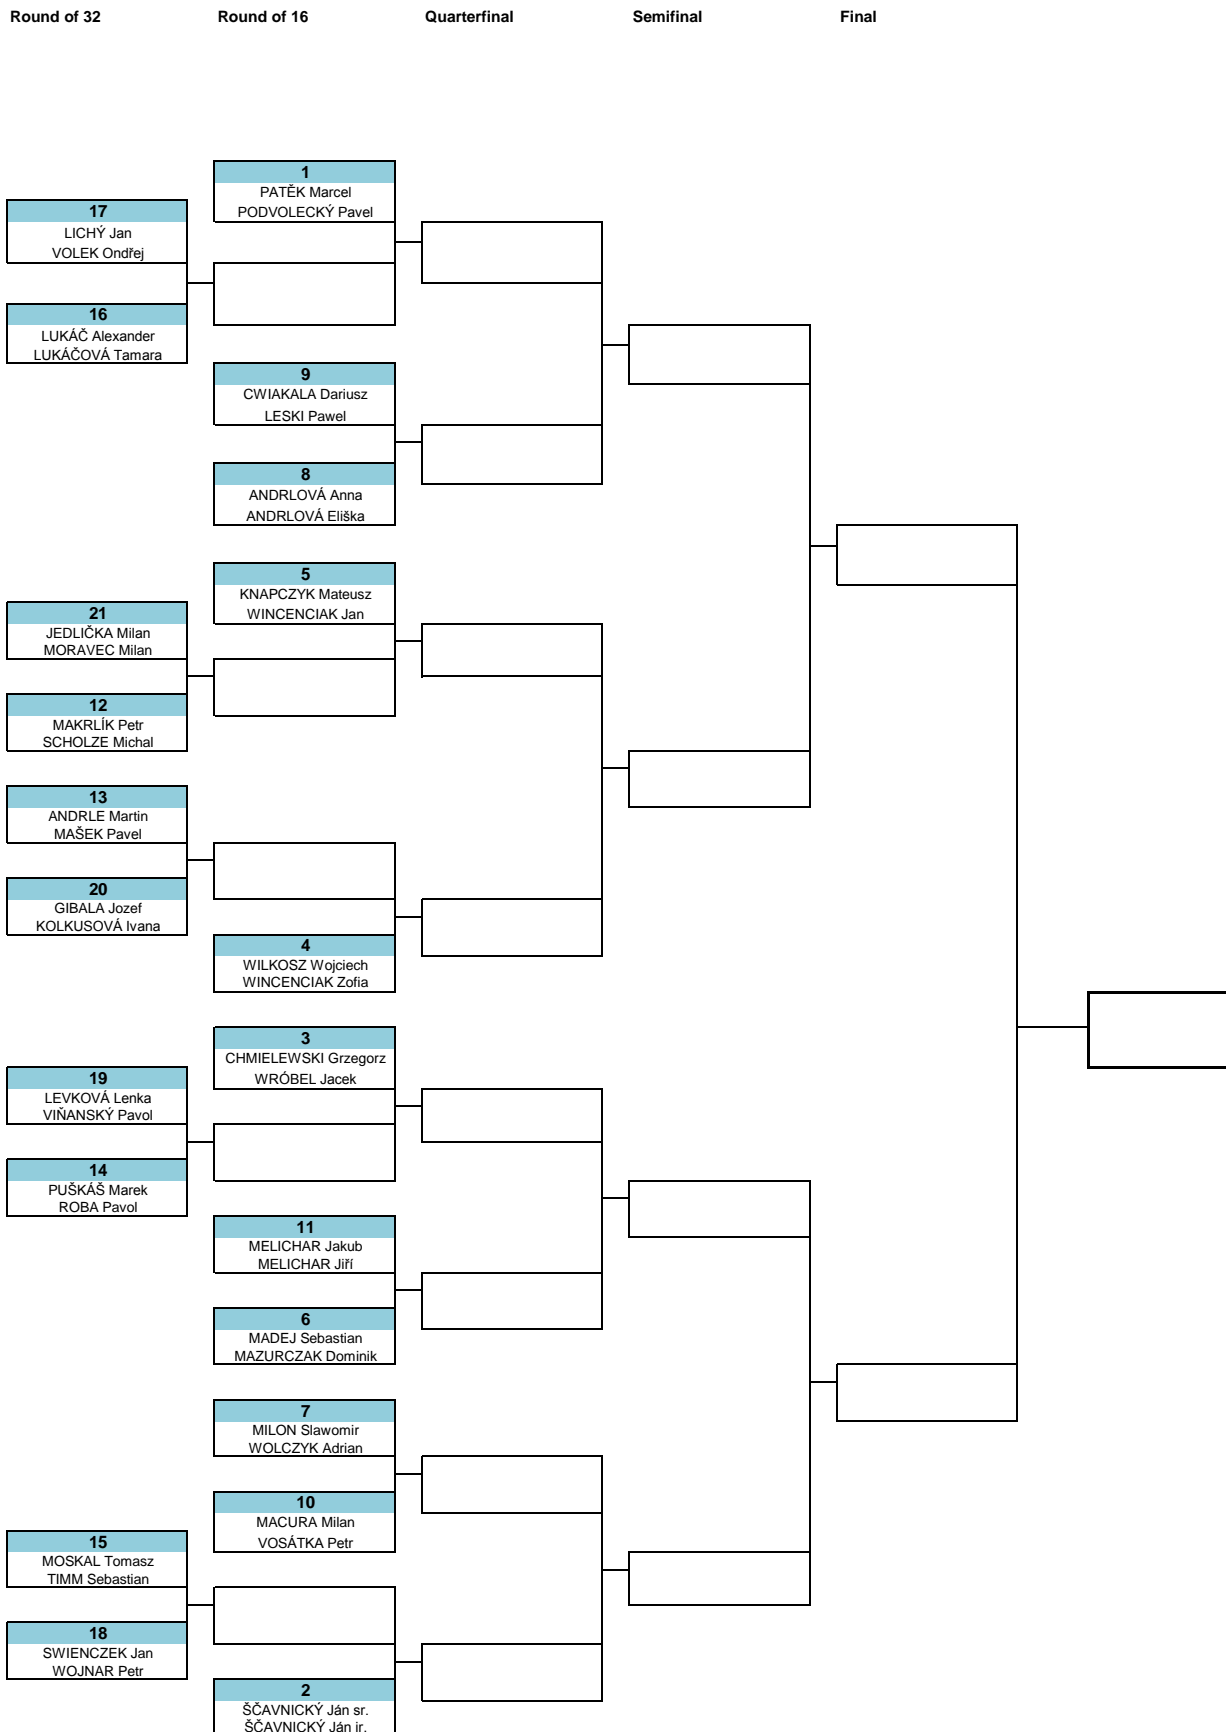 Round of 32 Round of 16 Quarterfinal Semifinal Final
1
PATĚK Marcel
PODVOLECKÝ Pavel
17
LICHÝ Jan
VOLEK Ondřej
16
LUKÁČ Alexander
LUKÁČOVÁ Tamara
9
CWIAKALA Dariusz
LESKI Pawel
8
ANDRLOVÁ Anna
ANDRLOVÁ Eliška
5
KNAPCZYK Mateusz
WINCENCIAK Jan
21
JEDLIČKA Milan
MORAVEC Milan
12
MAKRLÍK Petr
SCHOLZE Michal
13
ANDRLE Martin
MAŠEK Pavel
20
GIBALA Jozef
KOLKUSOVÁ Ivana
4
WILKOSZ Wojciech
WINCENCIAK Zofia
3
CHMIELEWSKI Grzegorz
WRÓBEL Jacek
19
LEVKOVÁ Lenka
VIŇANSKÝ Pavol
14
PUŠKÁŠ Marek
ROBA Pavol
11
MELICHAR Jakub
MELICHAR Jiří
6
MADEJ Sebastian
MAZURCZAK Dominik
7
MILON Slawomir
WOLCZYK Adrian
10
MACURA Milan
VOSÁTKA Petr
15
MOSKAL Tomasz
TIMM Sebastian
18
SWIENCZEK Jan
WOJNAR Petr
2
ŠČAVNICKÝ Ján sr.
ŠČAVNICKÝ Ján jr.